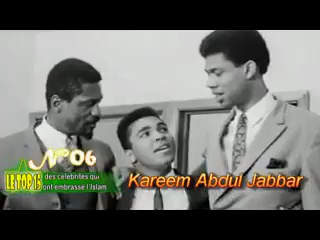 N°06
LE TOP 15
des célébrités qui
ont embrassé l'Islam
Kareem Abdul Jabbar